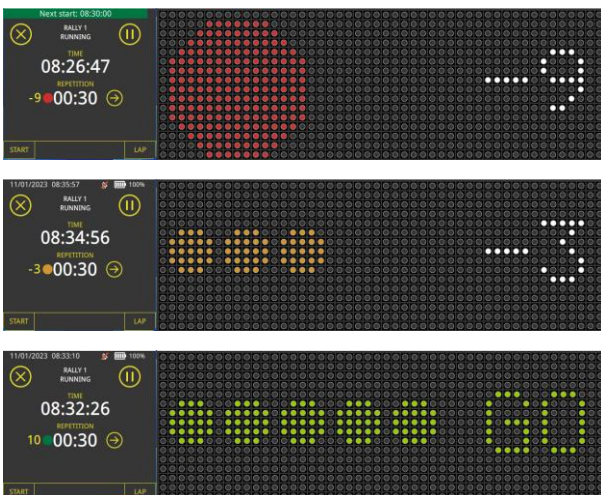 Next start: 08:30:00
RALLY 1
RUNNING
TIME
08:26:47
REPETITION
-9 00:30
START LAP
-9
11/01/2023 08:35:57 100%
RALLY 1
RUNNING
TIME
08:34:56
REPETITION
-3 00:30
START LAP
-3
11/01/2023 08:33:10 100%
RALLY 1
RUNNING
TIME
08:32:26
REPETITION
10 00:30
START LAP
GO